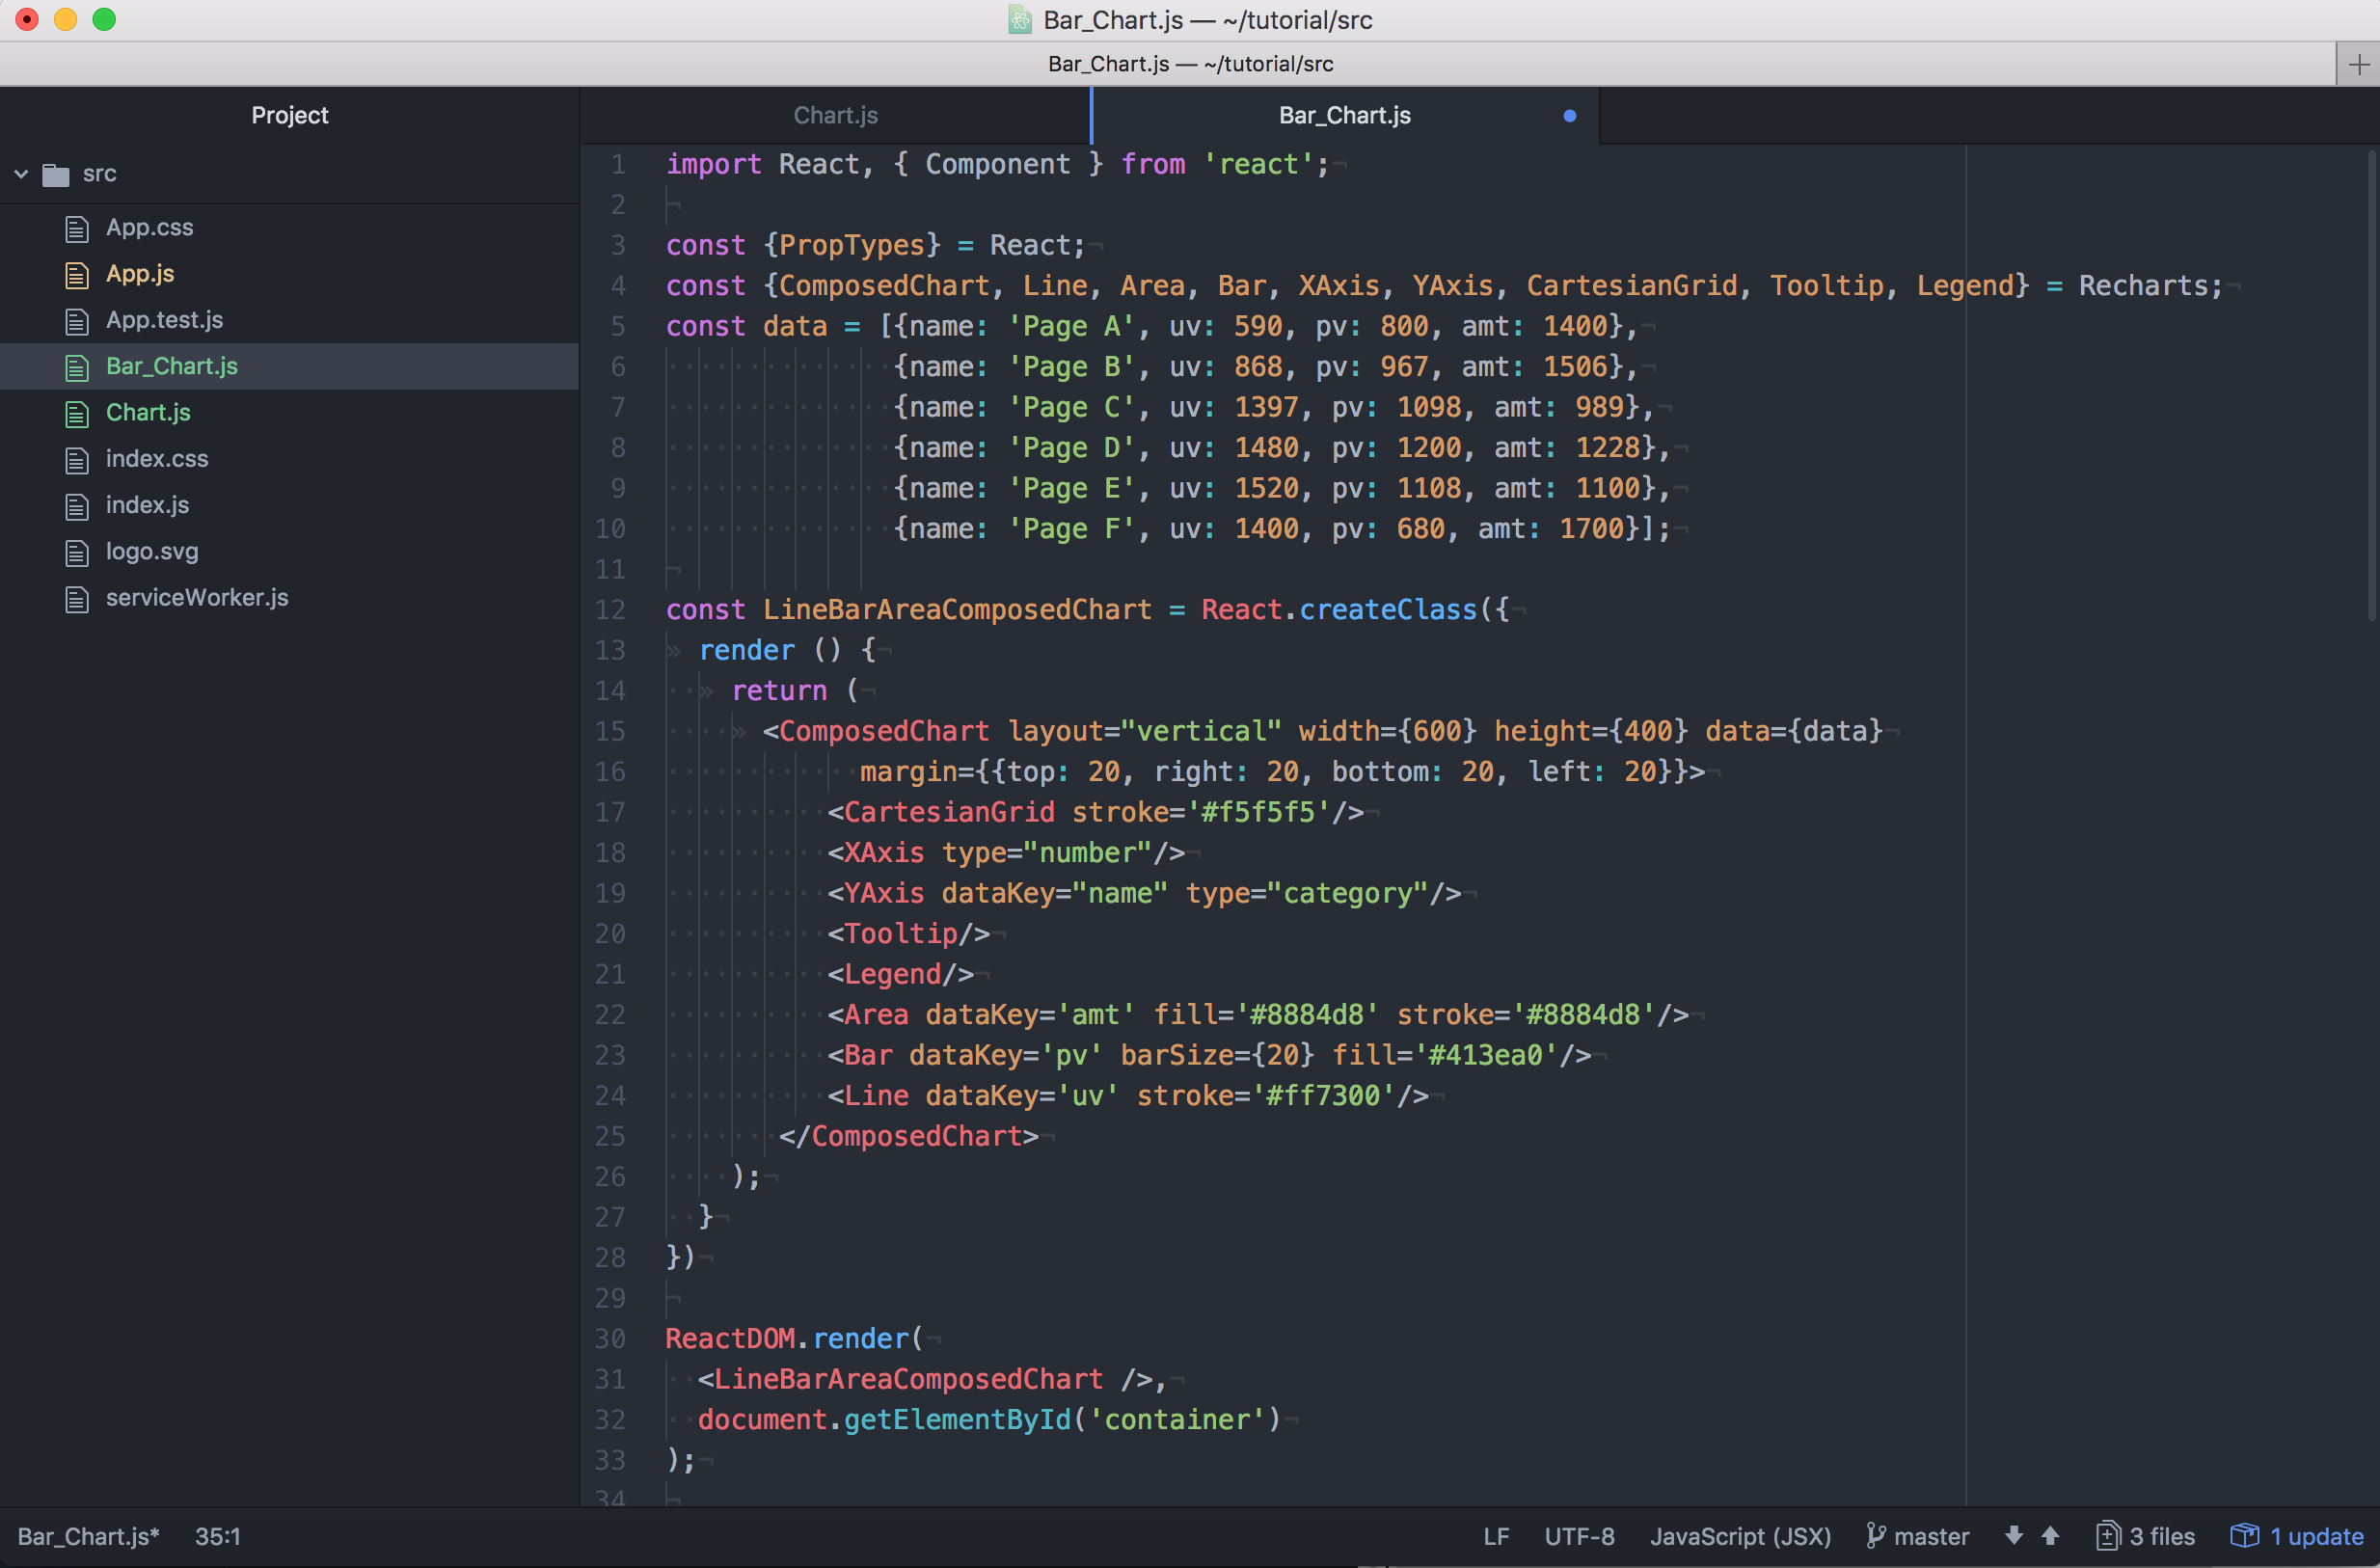 Bar_Chart.js — ~/tutorial/src
Bar_Chart.js — ~/tutorial/src
Project
src
App.css
App.js
App.test.js
Bar_Chart.js
Chart.js
index.css
index.js
logo.svg
serviceWorker.js
Chart.js
Bar_Chart.js
1 import React, { Component } from 'react';
2
3 const {PropTypes} = React;
4 const {ComposedChart, Line, Area, Bar, XAxis, YAxis, CartesianGrid, Tooltip, Legend} = Recharts;
5 const data = [{name: 'Page A', uv: 590, pv: 800, amt: 1400},
6 {name: 'Page B', uv: 868, pv: 967, amt: 1506},
7 {name: 'Page C', uv: 1397, pv: 1098, amt: 989},
8 {name: 'Page D', uv: 1480, pv: 1200, amt: 1228},
9 {name: 'Page E', uv: 1520, pv: 1108, amt: 1100},
10 {name: 'Page F', uv: 1400, pv: 680, amt: 1700}];
11
12 const LineBarAreaComposedChart = React.createClass({
13 render () {
14 return (
15 <ComposedChart layout="vertical" width={600} height={400} data={data}
16 margin={{top: 20, right: 20, bottom: 20, left: 20}}>
17 <CartesianGrid stroke='#f5f5f5'/>
18 <XAxis type="number"/>
19 <YAxis dataKey="name" type="category"/>
20 <Tooltip/>
21 <Legend/>
22 <Area dataKey='amt' fill='#8884d8' stroke='#8884d8'/>
23 <Bar dataKey='pv' barSize={20} fill='#413ea0'/>
24 <Line dataKey='uv' stroke='#ff7300'/>
25 </ComposedChart>
26 );
27 }
28 })
29
30 ReactDOM.render(
31 <LineBarAreaComposedChart />,
32 document.getElementById('container')
33 );
34
Bar_Chart.js* 35:1 LF UTF-8 JavaScript (JSX) master 3 files 1 update